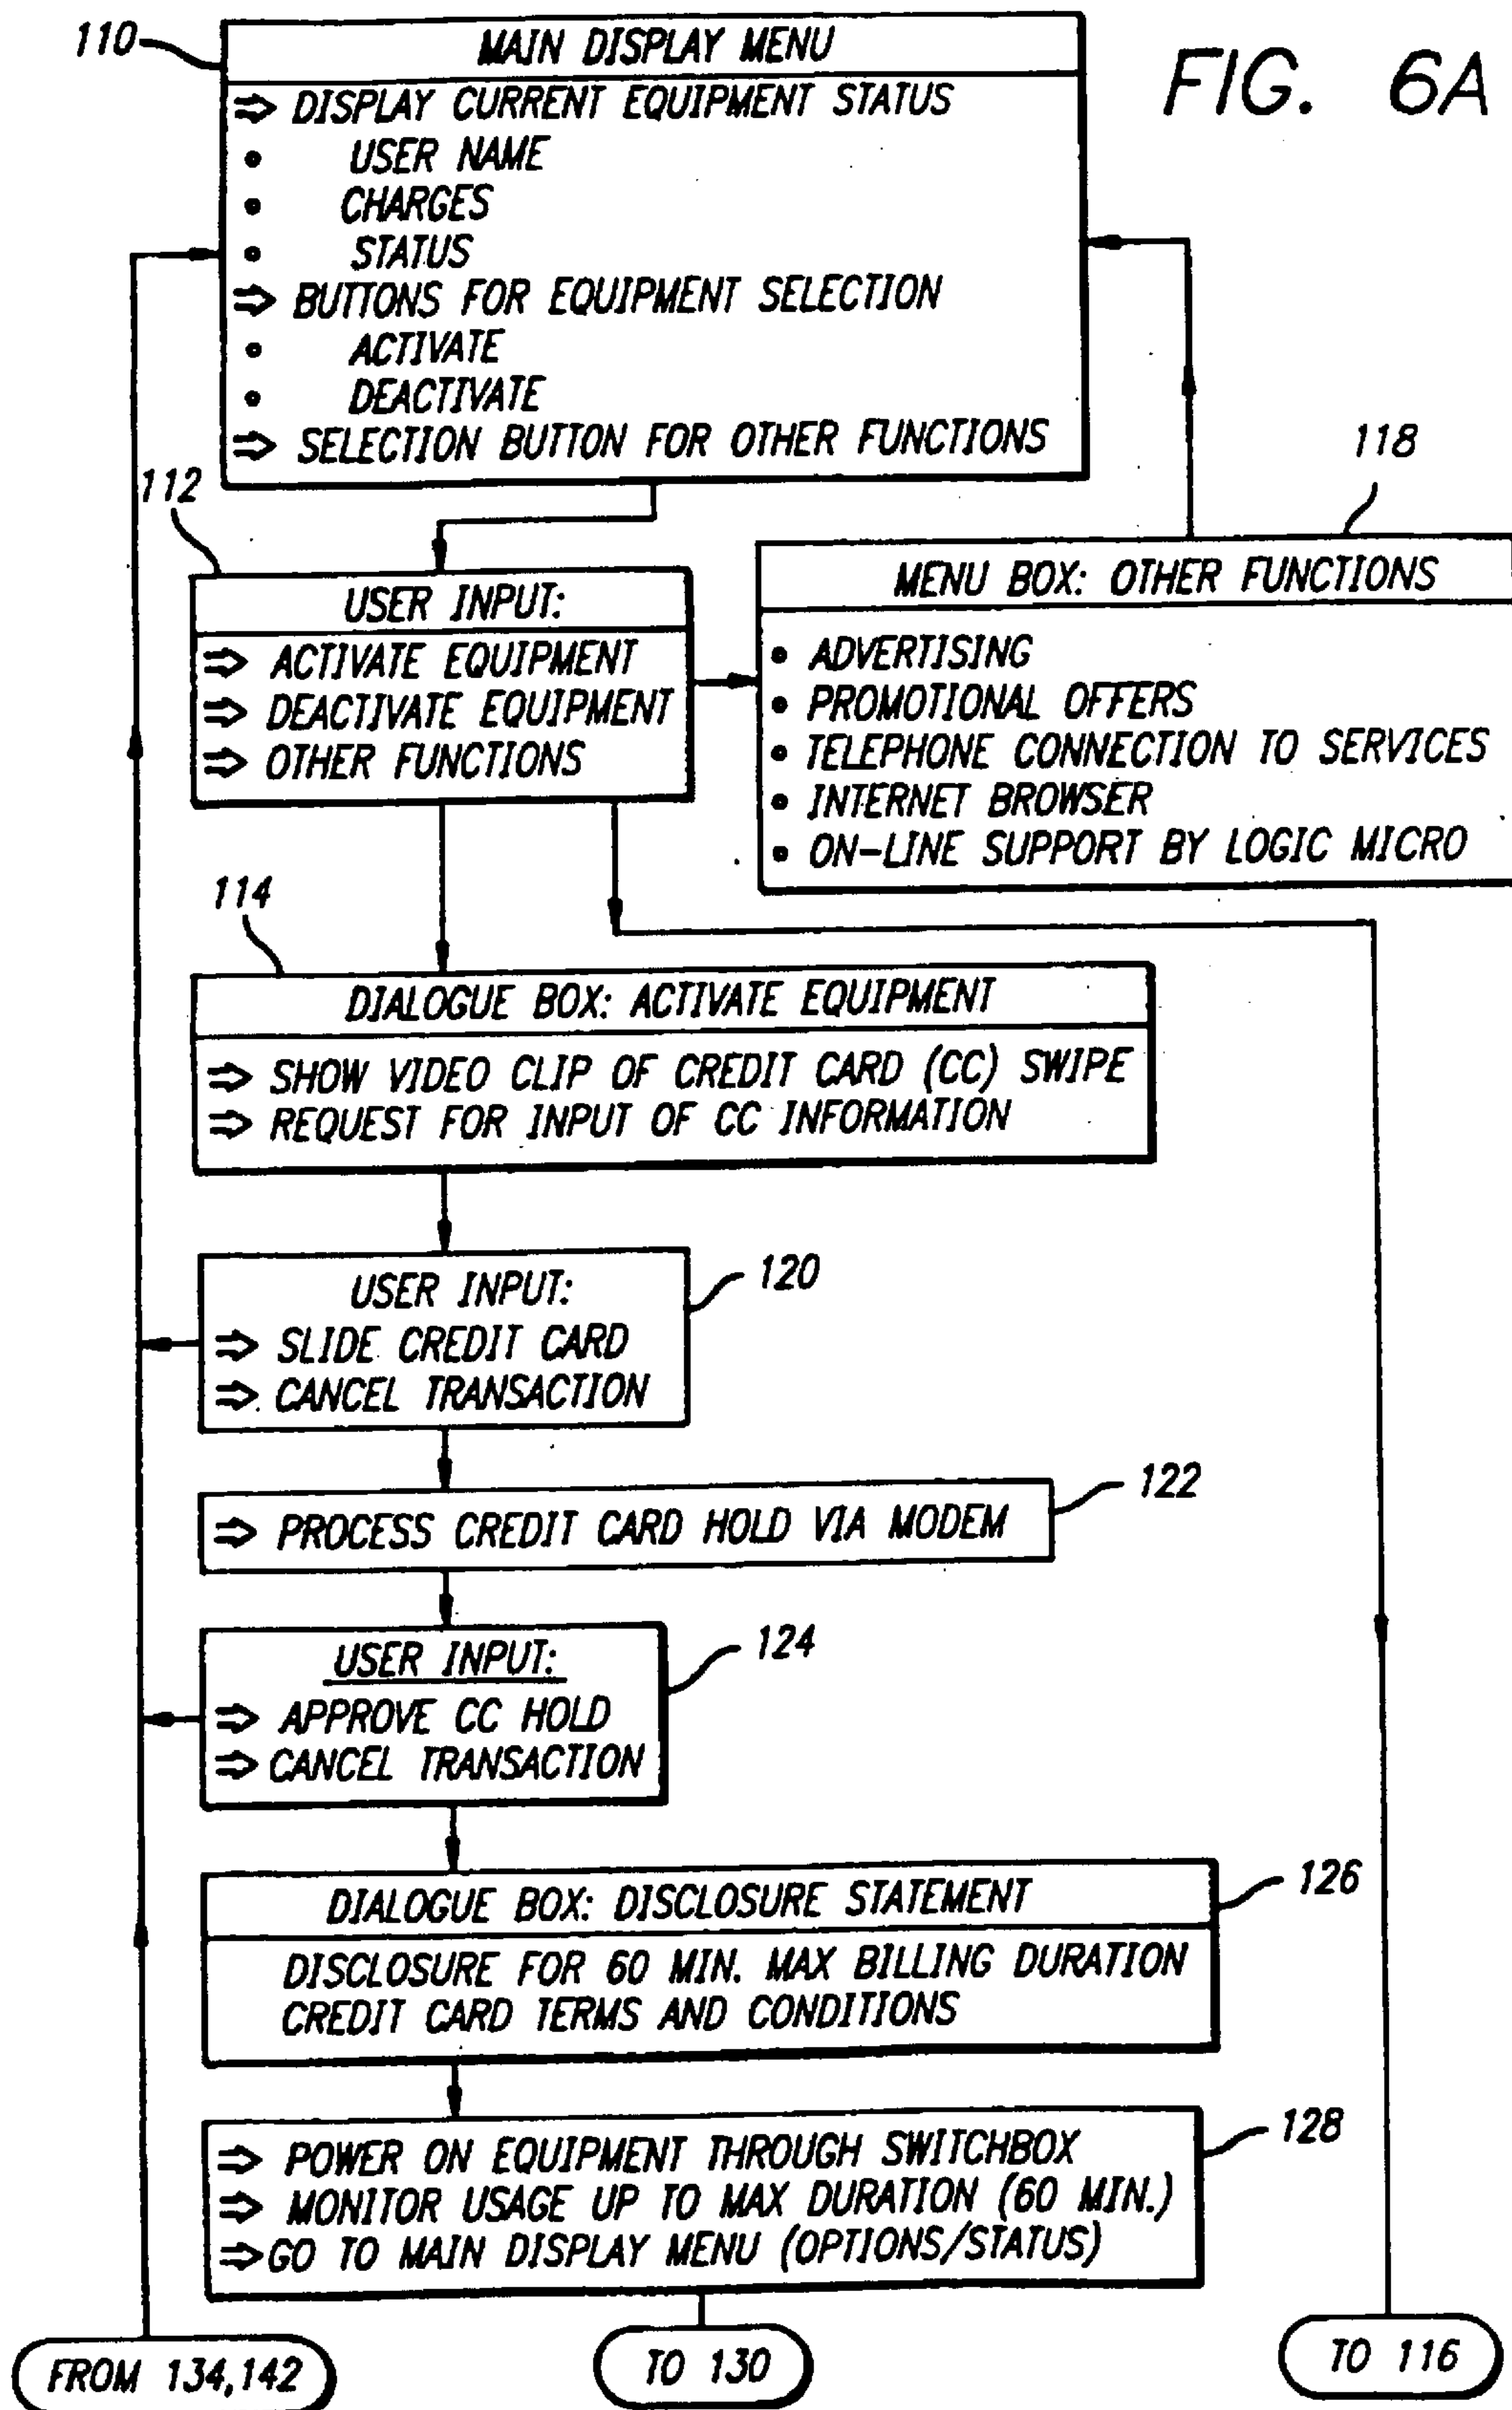 FIG. 6A
110
MAIN DISPLAY MENU
⇒ DISPLAY CURRENT EQUIPMENT STATUS
• USER NAME
• CHARGES
• STATUS
⇒ BUTTONS FOR EQUIPMENT SELECTION
• ACTIVATE
• DEACTIVATE
⇒ SELECTION BUTTON FOR OTHER FUNCTIONS
112
USER INPUT:
⇒ ACTIVATE EQUIPMENT
⇒ DEACTIVATE EQUIPMENT
⇒ OTHER FUNCTIONS
118
MENU BOX: OTHER FUNCTIONS
• ADVERTISING
• PROMOTIONAL OFFERS
• TELEPHONE CONNECTION TO SERVICES
• INTERNET BROWSER
• ON-LINE SUPPORT BY LOGIC MICRO
114
DIALOGUE BOX: ACTIVATE EQUIPMENT
⇒ SHOW VIDEO CLIP OF CREDIT CARD (CC) SWIPE
⇒ REQUEST FOR INPUT OF CC INFORMATION
120
USER INPUT:
⇒ SLIDE CREDIT CARD
⇒ CANCEL TRANSACTION
122
⇒ PROCESS CREDIT CARD HOLD VIA MODEM
124
USER INPUT:
⇒ APPROVE CC HOLD
⇒ CANCEL TRANSACTION
126
DIALOGUE BOX: DISCLOSURE STATEMENT
DISCLOSURE FOR 60 MIN. MAX BILLING DURATION
CREDIT CARD TERMS AND CONDITIONS
128
⇒ POWER ON EQUIPMENT THROUGH SWITCHBOX
⇒ MONITOR USAGE UP TO MAX DURATION (60 MIN.)
⇒ GO TO MAIN DISPLAY MENU (OPTIONS/STATUS)
FROM 134,142
TO 130
TO 116